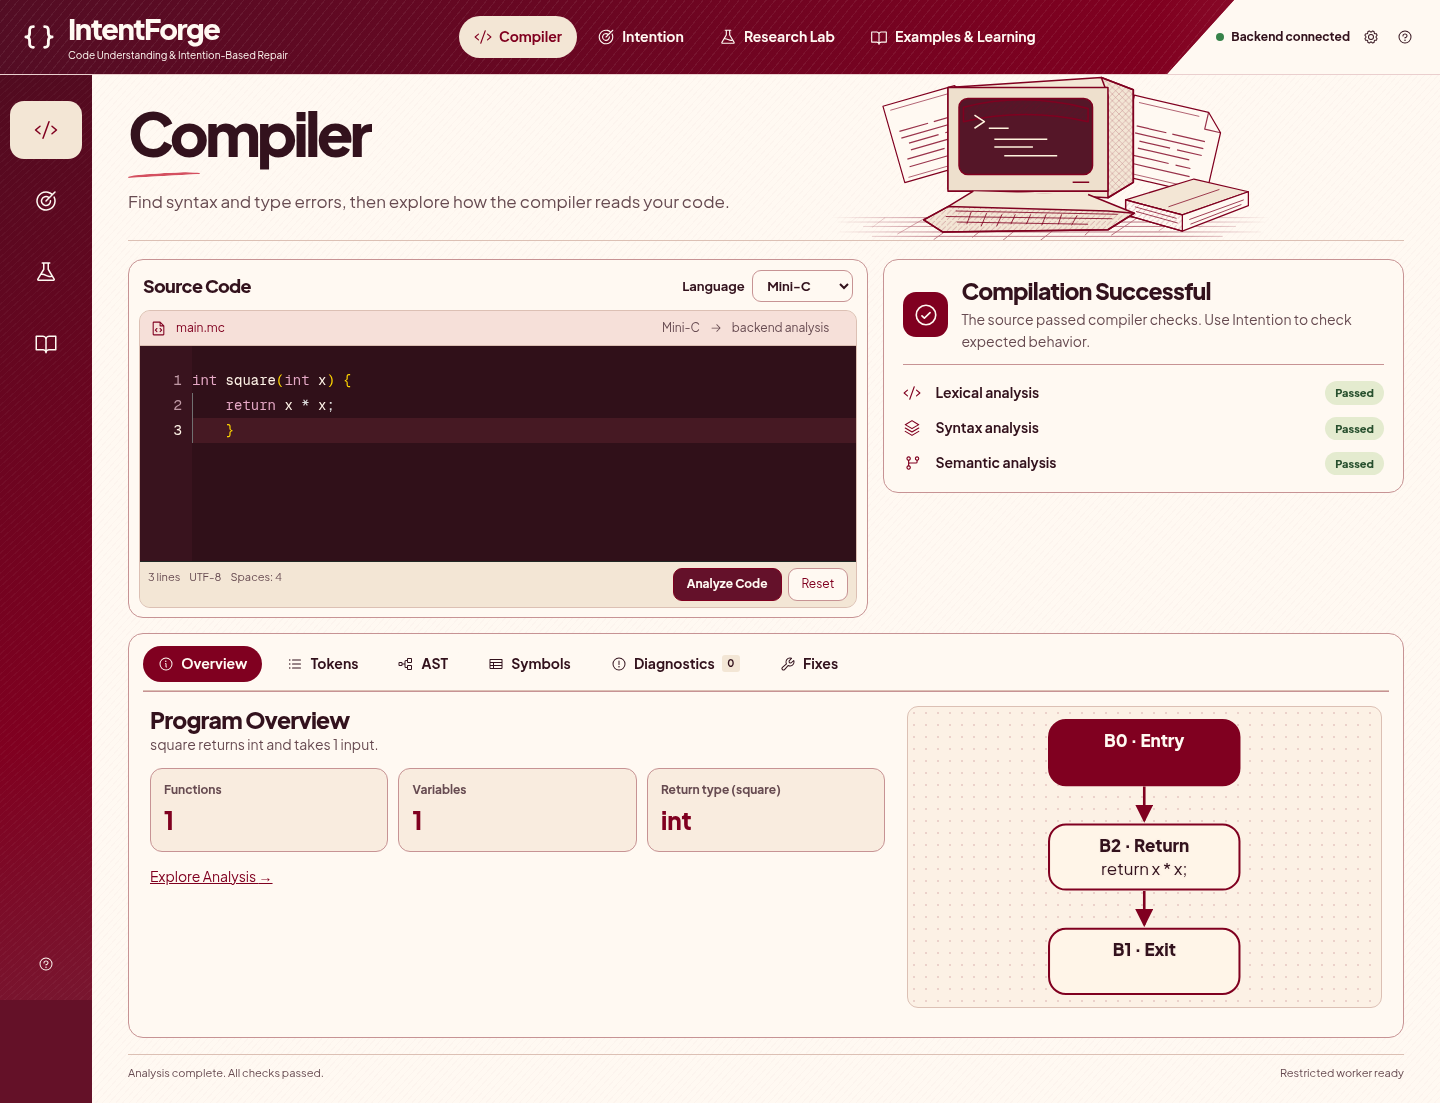 { } IntentForge
Code Understanding & Intention-Based Repair
Compiler
Intention
Research Lab
Examples & Learning
Backend connected
Compiler
Find syntax and type errors, then explore how the compiler reads your code.
Source Code
Language
Mini-C
main.mc
Mini-C → backend analysis
1 int square(int x) {
2     return x * x;
3     }
3 lines UTF-8 Spaces: 4
Analyze Code
Reset
Compilation Successful
The source passed compiler checks. Use Intention to check
expected behavior.
Lexical analysis Passed
Syntax analysis Passed
Semantic analysis Passed
Overview
Tokens
AST
Symbols
Diagnostics 0
Fixes
Program Overview
square returns int and takes 1 input.
Functions
1
Variables
1
Return type (square)
int
Explore Analysis →
B0 · Entry
B2 · Return
return x * x;
B1 · Exit
Analysis complete. All checks passed.
Restricted worker ready